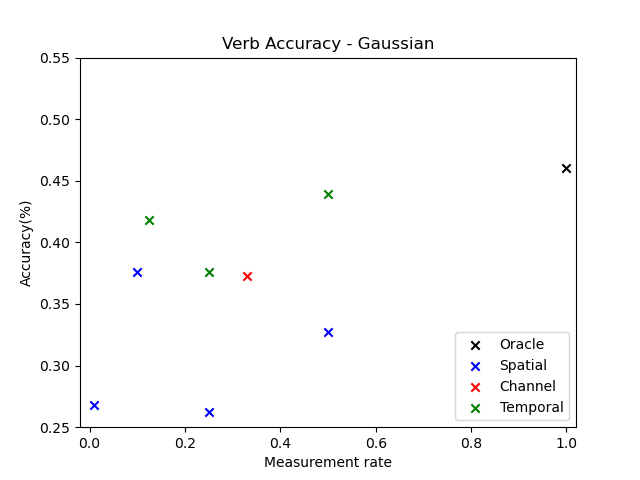 Verb Accuracy - Gaussian
0.55
0.50
0.45
0.40
0.35
0.30
0.25
Accuracy(%)
Oracle
Spatial
Channel
Temporal
0.0 0.2 0.4 0.6 0.8 1.0
Measurement rate